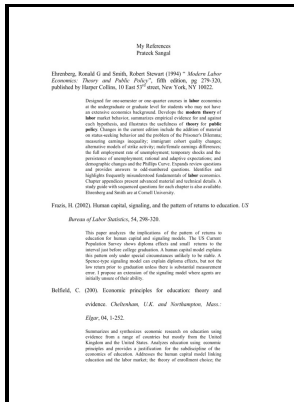 My References
Prateek Sangal
Ehrenberg, Ronald G and Smith, Robert Stewart (1994) " Modern Labor
Economics: Theory and Public Policy", fifth edition, pg 279-320,
published by Harper Collins, 10 East 53rd street, New York, NY 10022.
Designed for one-semester or one-quarter courses in labor economics
at the undergraduate or graduate level for students who may not have
an extensive economics background. Develops the modern theory of
labor market behavior, summarizes empirical evidence for and against
each hypothesis, and illustrates the usefulness of theory for public
policy. Changes in the current edition include the addition of material
on status-seeking behavior and the problem of the Prisoner's Dilemma;
measuring earnings inequality; immigrant cohort quality changes;
alternative models of strike activity; male/female earnings differences;
the full employment rate of unemployment; temporary shocks and the
persistence of unemployment; rational and adaptive expectations; and
demographic changes and the Phillips Curve. Expands review questions
and provides answers to odd-numbered questions. Identifies and
highlights frequently misunderstood fundamentals of labor economics.
Chapter appendices present advanced material and technical details. A
study guide with sequenced questions for each chapter is also available.
Ehrenberg and Smith are at Cornell University.
Frazis, H. (2002). Human capital, signaling, and the pattern of returns to education. US
Bureau of Labor Statistics, 54, 298-320.
This paper analyzes the implications of the pattern of returns to
education for human capital and signaling models. The US Current
Population Survey shows diploma effects and small returns to the
interval just before college graduation. A human capital model explains
this pattern only under special circumstances unlikely to be stable. A
Spence-type signaling model can explain diploma effects, but not the
low return prior to graduation unless there is substantial measurement
error. I propose an extension of the signaling model where agents are
initially unsure of their ability.
Belfield, C. (200). Economic principles for education: theory and
evidence. Cheltenham, U.K. and Northampton, Mass.:
Elgar, 04, 1-252.
Summarizes and synthesizes economic research on education using
evidence from a range of countries but mostly from the United
Kingdom and the United States. Analyzes education using economic
principles and provides a justification for the subdiscipline of the
economics of education. Addresses the human capital model linking
education and the labor market; the theory of enrollment choice; the